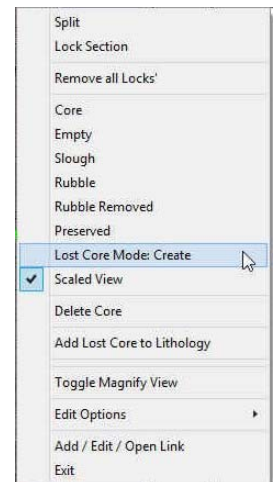 Split
Lock Section
Remove all Locks'
Core
Empty
Slough
Rubble
Rubble Removed
Preserved
Lost Core Mode: Create
Scaled View
Delete Core
Add Lost Core to Lithology
Toggle Magnify View
Edit Options
Add / Edit / Open Link
Exit